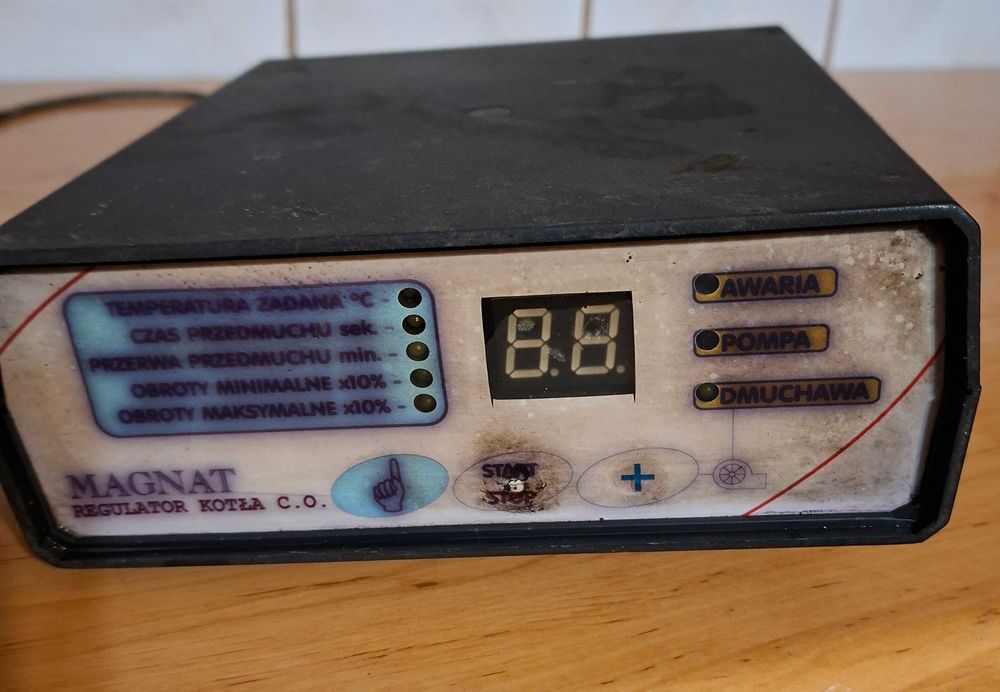 TEMPERATURA ZADANA °C -
CZAS PRZEDMUCHU sek. -
PRZERWA PRZEDMUCHU min. -
OBROTY MINIMALNE x10% -
OBROTY MAKSYMALNE x10% -
8.8.
AWARIA
POMPA
DMUCHAWA
MAGNAT
REGULATOR KOTŁA C.O.
START
STOP
+